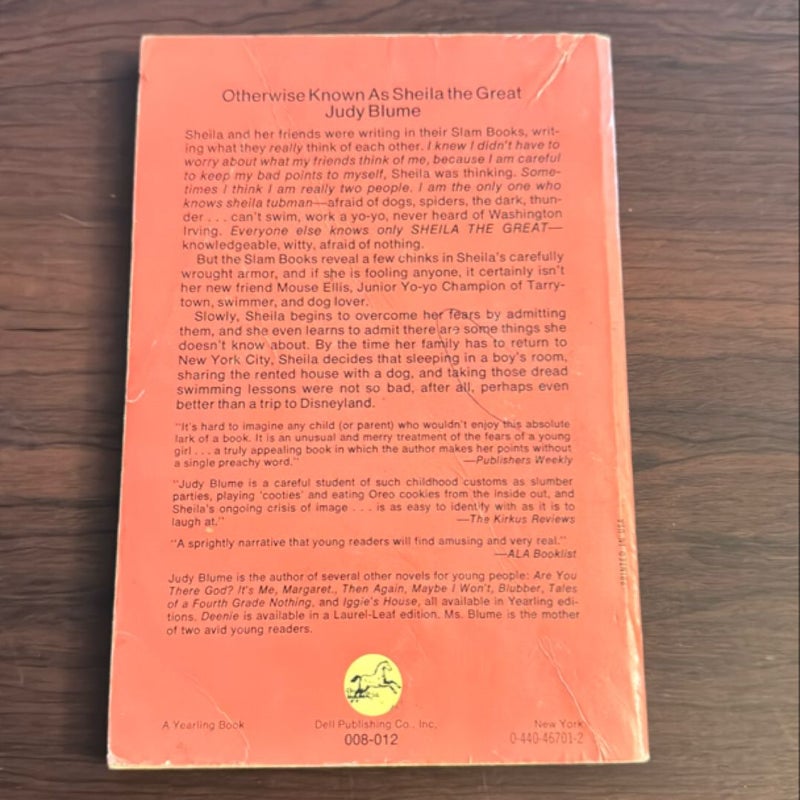 Otherwise Known As Sheila the Great
Judy Blume
Sheila and her friends were writing in their Slam Books, writ-
ing what they really think of each other. I knew I didn't have to
worry about what my friends think of me, because I am careful
to keep my bad points to myself, Sheila was thinking. Some-
times I think I am really two people. I am the only one who
knows sheila tubman—afraid of dogs, spiders, the dark, thun-
der . . . can't swim, work a yo-yo, never heard of Washington
Irving. Everyone else knows only SHEILA THE GREAT—
knowledgeable, witty, afraid of nothing.
But the Slam Books reveal a few chinks in Sheila's carefully
wrought armor, and if she is fooling anyone, it certainly isn't
her new friend Mouse Ellis, Junior Yo-yo Champion of Tarry-
town, swimmer, and dog lover.
Slowly, Sheila begins to overcome her fears by admitting
them, and she even learns to admit there are some things she
doesn't know about. By the time her family has to return to
New York City, Sheila decides that sleeping in a boy's room,
sharing the rented house with a dog, and taking those dread
swimming lessons were not so bad, after all, perhaps even
better than a trip to Disneyland.
"It's hard to imagine any child (or parent) who wouldn't enjoy this absolute
lark of a book. It is an unusual and merry treatment of the fears of a young
girl . . . a truly appealing book in which the author makes her points without
a single preachy word." —Publishers Weekly
"Judy Blume is a careful student of such childhood customs as slumber
parties, playing 'cooties' and eating Oreo cookies from the inside out, and
Sheila's ongoing crisis of image . . . is as easy to identify with as it is to
laugh at." —The Kirkus Reviews
"A sprightly narrative that young readers will find amusing and very real."
—ALA Booklist
Judy Blume is the author of several other novels for young people: Are You
There God? It's Me, Margaret., Then Again, Maybe I Won't, Blubber, Tales
of a Fourth Grade Nothing, and Iggie's House, all available in Yearling edi-
tions. Deenie is available in a Laurel-Leaf edition. Ms. Blume is the mother
of two avid young readers.
PRINTED IN USA
A Yearling Book Dell Publishing Co., Inc. New York
008-012 0-440-46701-2